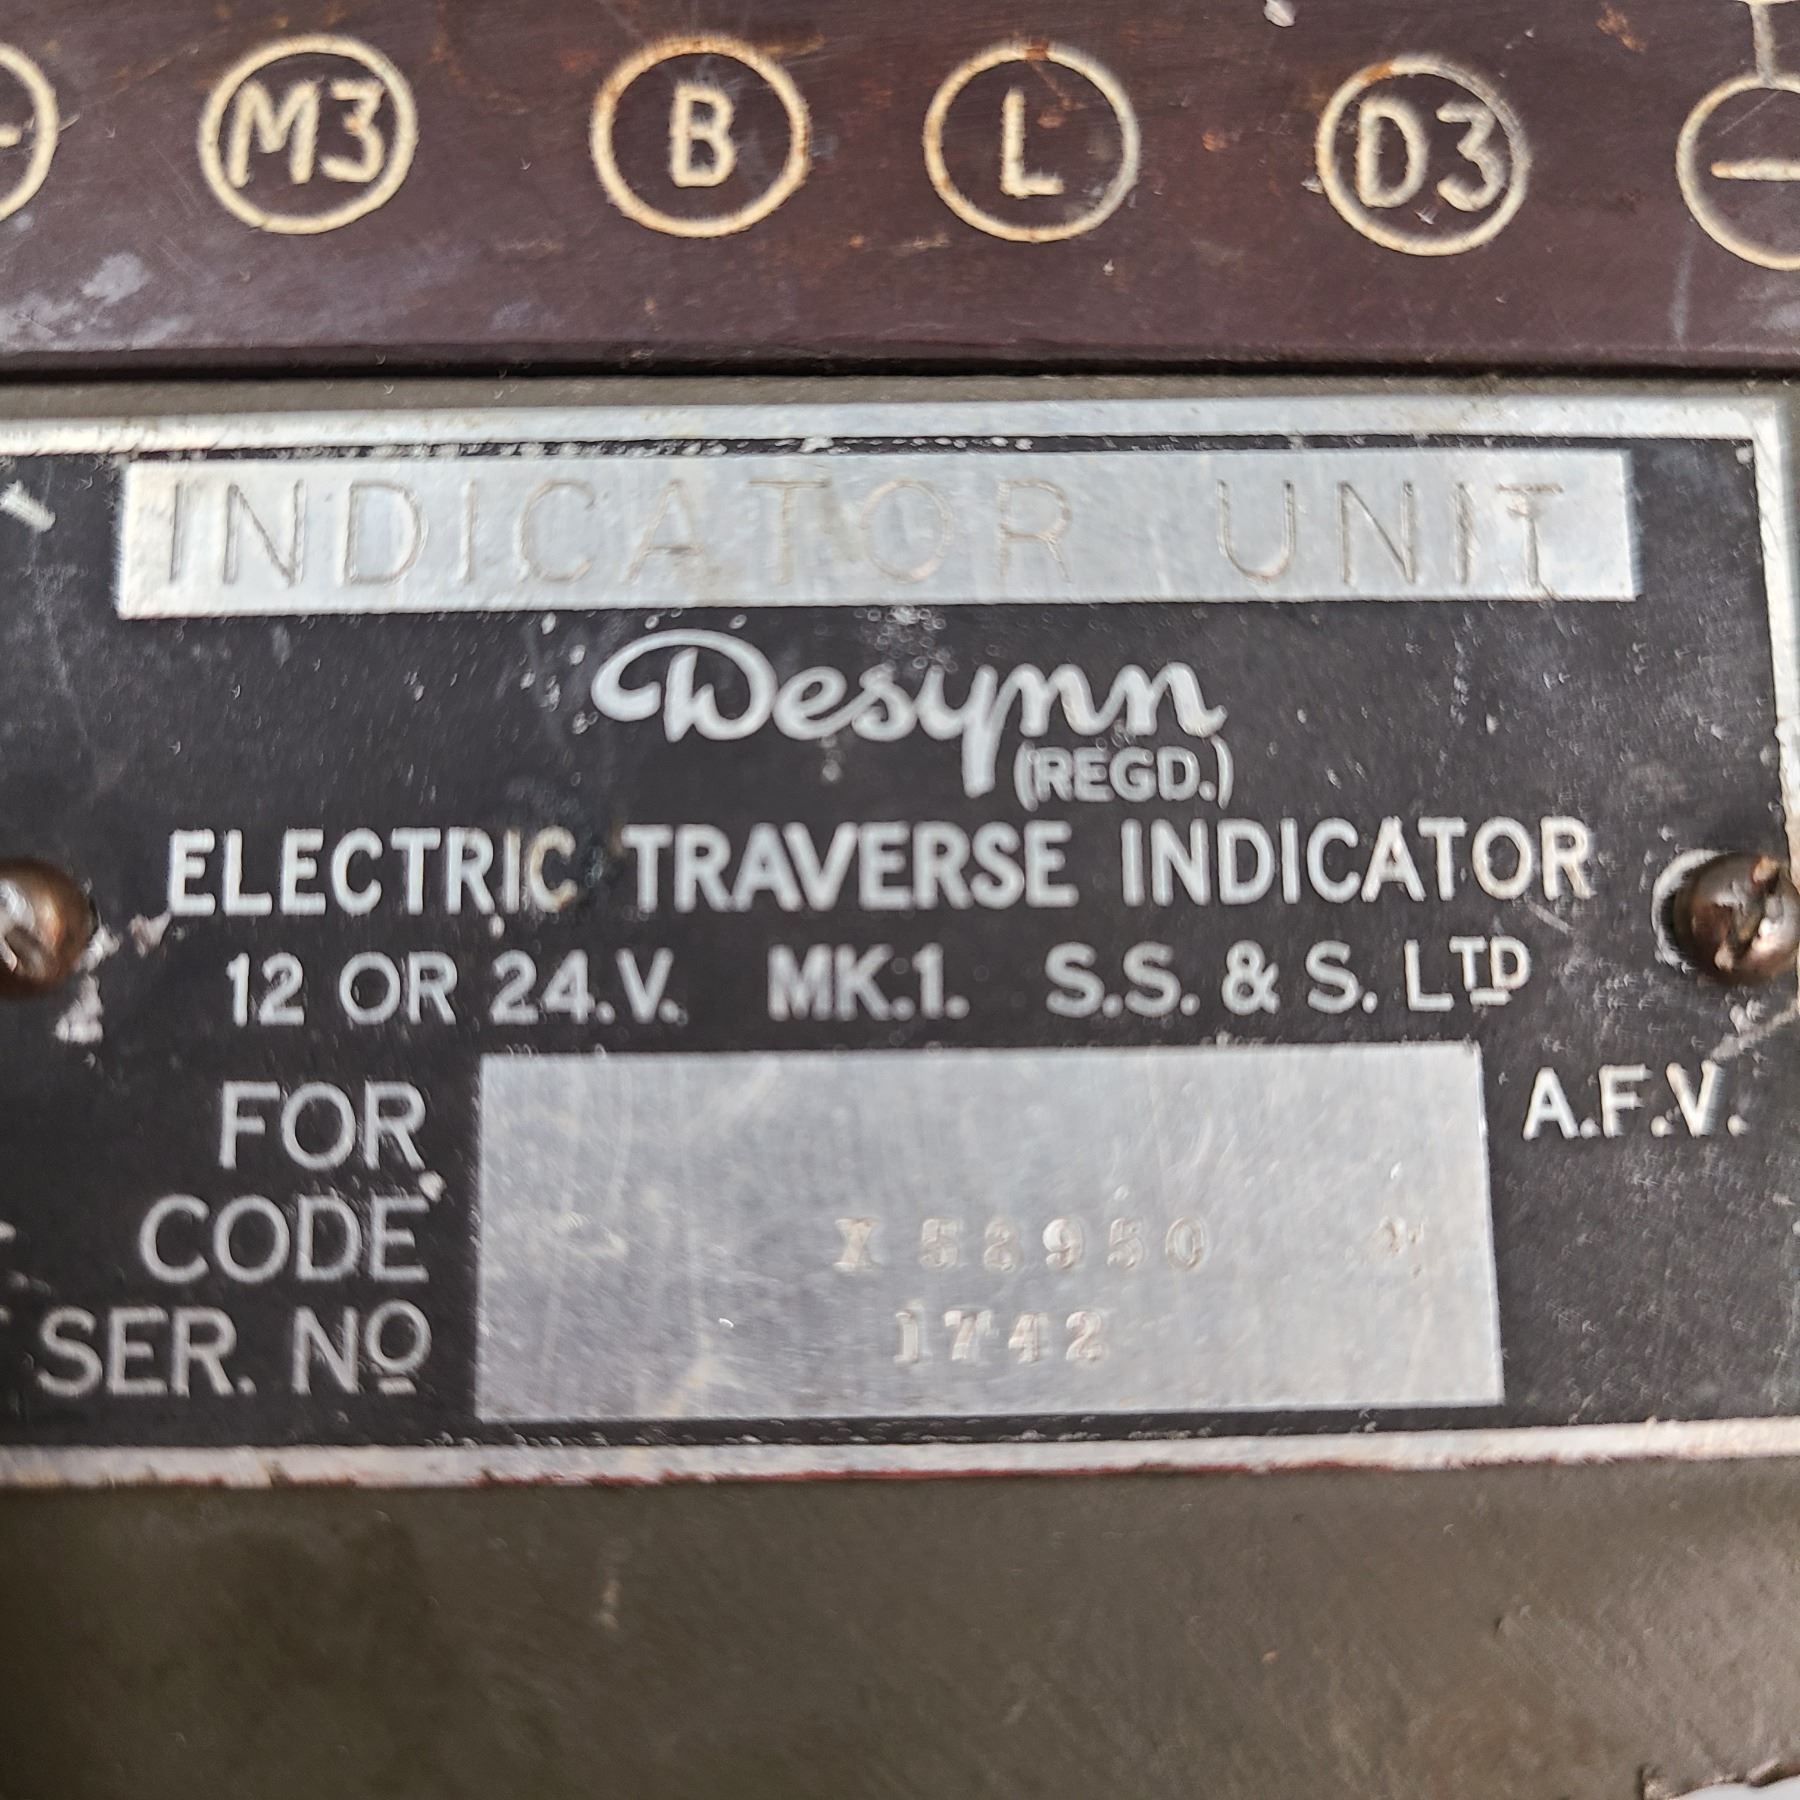 M3 B L D3 −
INDICATOR UNIT
Desynn
(REGD.)
ELECTRIC TRAVERSE INDICATOR
12 OR 24.V. MK.1. S.S. & S. LTD
FOR A.F.V.
CODE X 58950
SER. NO 1742